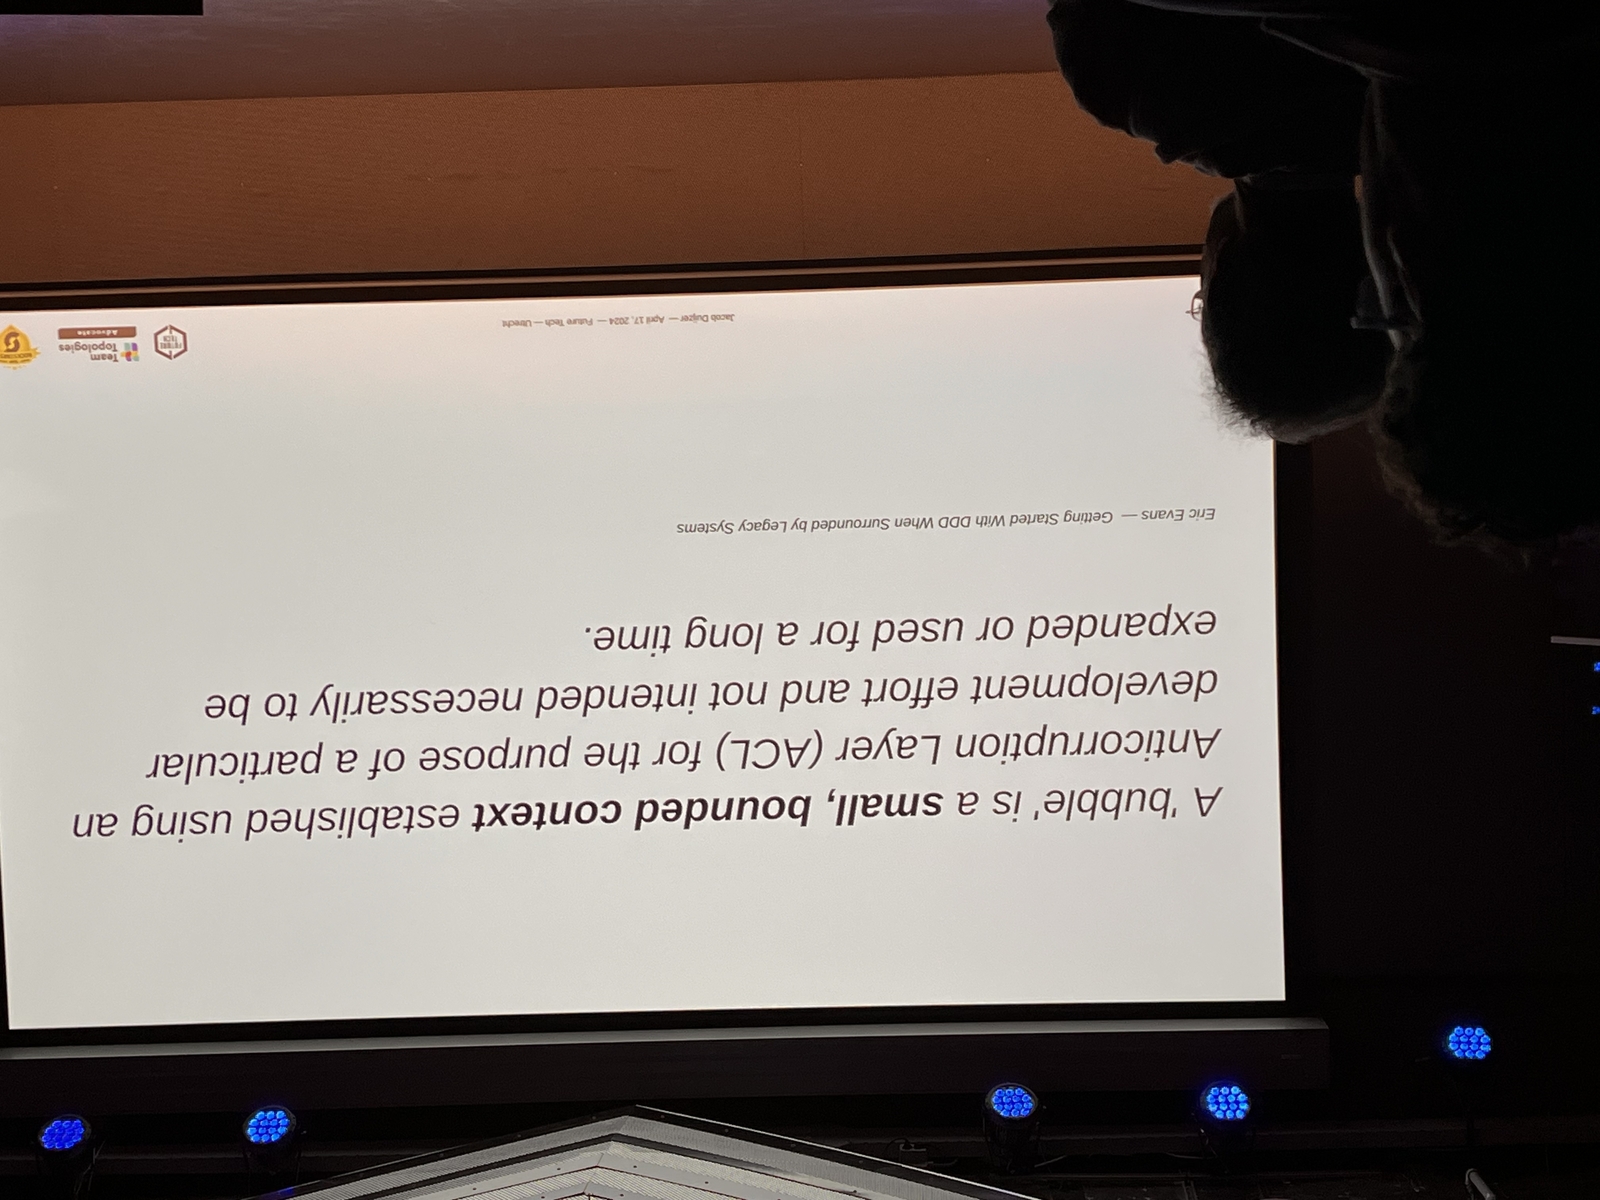 A 'bubble' is a small, bounded context established using an
Anticorruption Layer (ACL) for the purpose of a particular
development effort and not intended necessarily to be
expanded or used for a long time.
Eric Evans — Getting Started With DDD When Surrounded by Legacy Systems
Jacob Duijzer — April 17, 2024 — Future Tech — Utrecht
FUTURE
TECH
Team
Topologies
Advocate